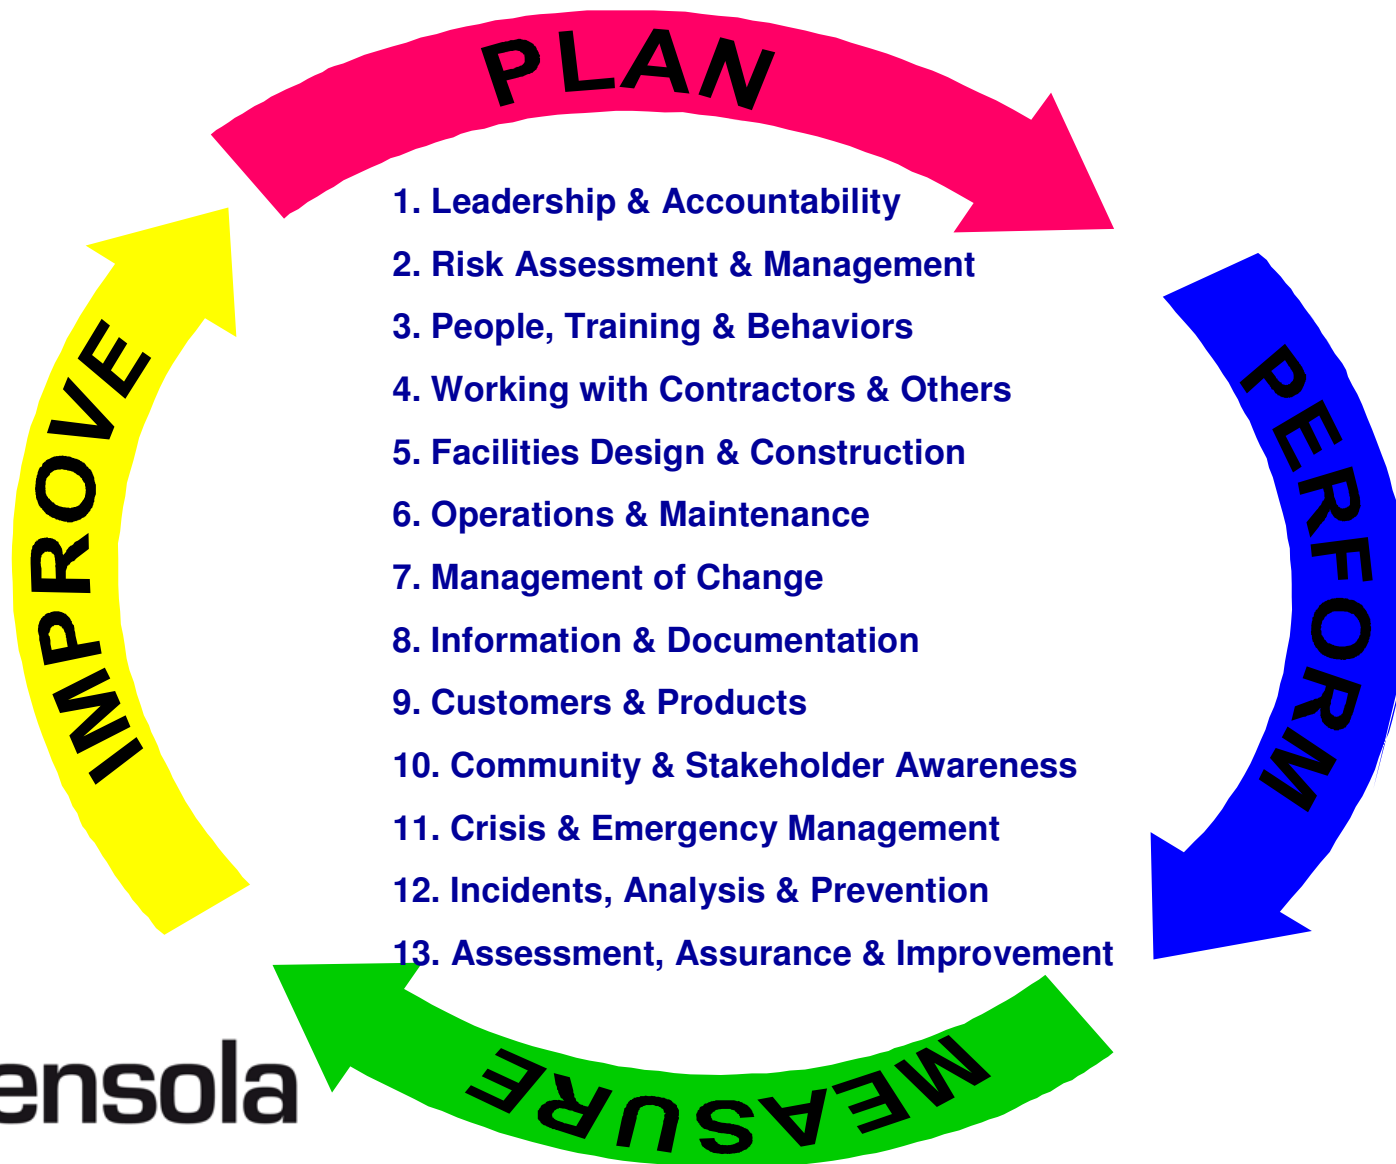 PLAN
1. Leadership & Accountability
2. Risk Assessment & Management
3. People, Training & Behaviors
4. Working with Contractors & Others
5. Facilities Design & Construction
6. Operations & Maintenance
7. Management of Change
8. Information & Documentation
9. Customers & Products
10. Community & Stakeholder Awareness
11. Crisis & Emergency Management
12. Incidents, Analysis & Prevention
13. Assessment, Assurance & Improvement
PERFORM
MEASURE
IMPROVE
ensola